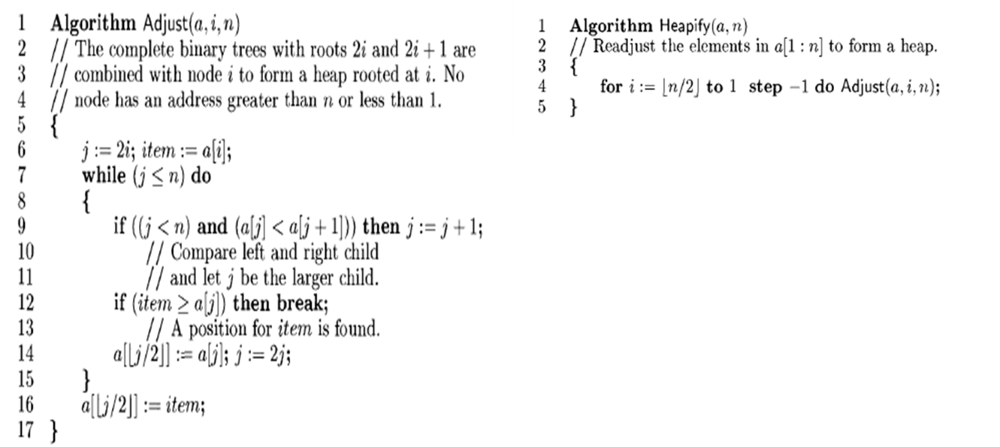 1 Algorithm Adjust(a, i, n)
2 // The complete binary trees with roots 2i and 2i + 1 are
3 // combined with node i to form a heap rooted at i. No
4 // node has an address greater than n or less than 1.
5 {
6 j := 2i; item := a[i];
7 while (j ≤ n) do
8 {
9 if ((j < n) and (a[j] < a[j + 1])) then j := j + 1;
10 // Compare left and right child
11 // and let j be the larger child.
12 if (item ≥ a[j]) then break;
13 // A position for item is found.
14 a[⌊j/2⌋] := a[j]; j := 2j;
15 }
16 a[⌊j/2⌋] := item;
17 }
1 Algorithm Heapify(a, n)
2 // Readjust the elements in a[1 : n] to form a heap.
3 {
4 for i := ⌊n/2⌋ to 1 step −1 do Adjust(a, i, n);
5 }